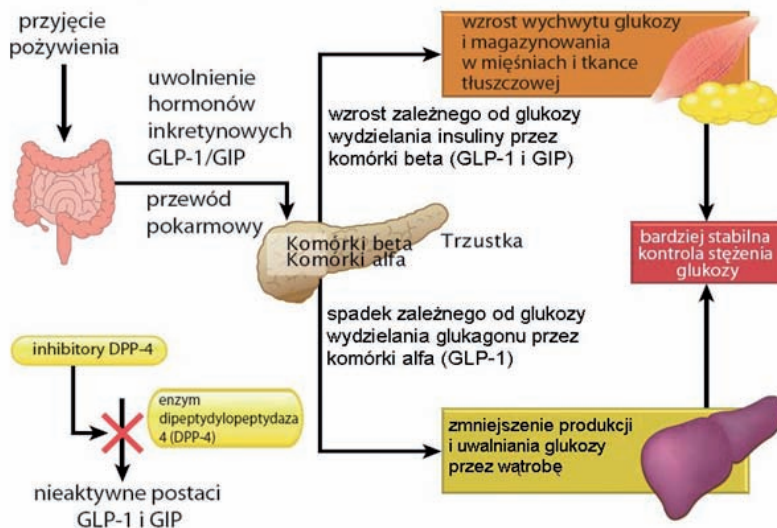 przyjęcie
pożywienia
uwolnienie
hormonów
inkretynowych
GLP-1/GIP
przewód
pokarmowy
wzrost wychwytu glukozy
i magazynowania
w mięśniach i tkance
tłuszczowej
wzrost zależnego od glukozy
wydzielania insuliny przez
komórki beta (GLP-1 i GIP)
Komórki beta
Komórki alfa
Trzustka
bardziej stabilna
kontrola stężenia
glukozy
spadek zależnego od glukozy
wydzielania glukagonu przez
komórki alfa (GLP-1)
inhibitory DPP-4
enzym
dipeptydylopeptydaza
4 (DPP-4)
nieaktywne postaci
GLP-1 i GIP
zmniejszenie produkcji
i uwalniania glukozy
przez wątrobę